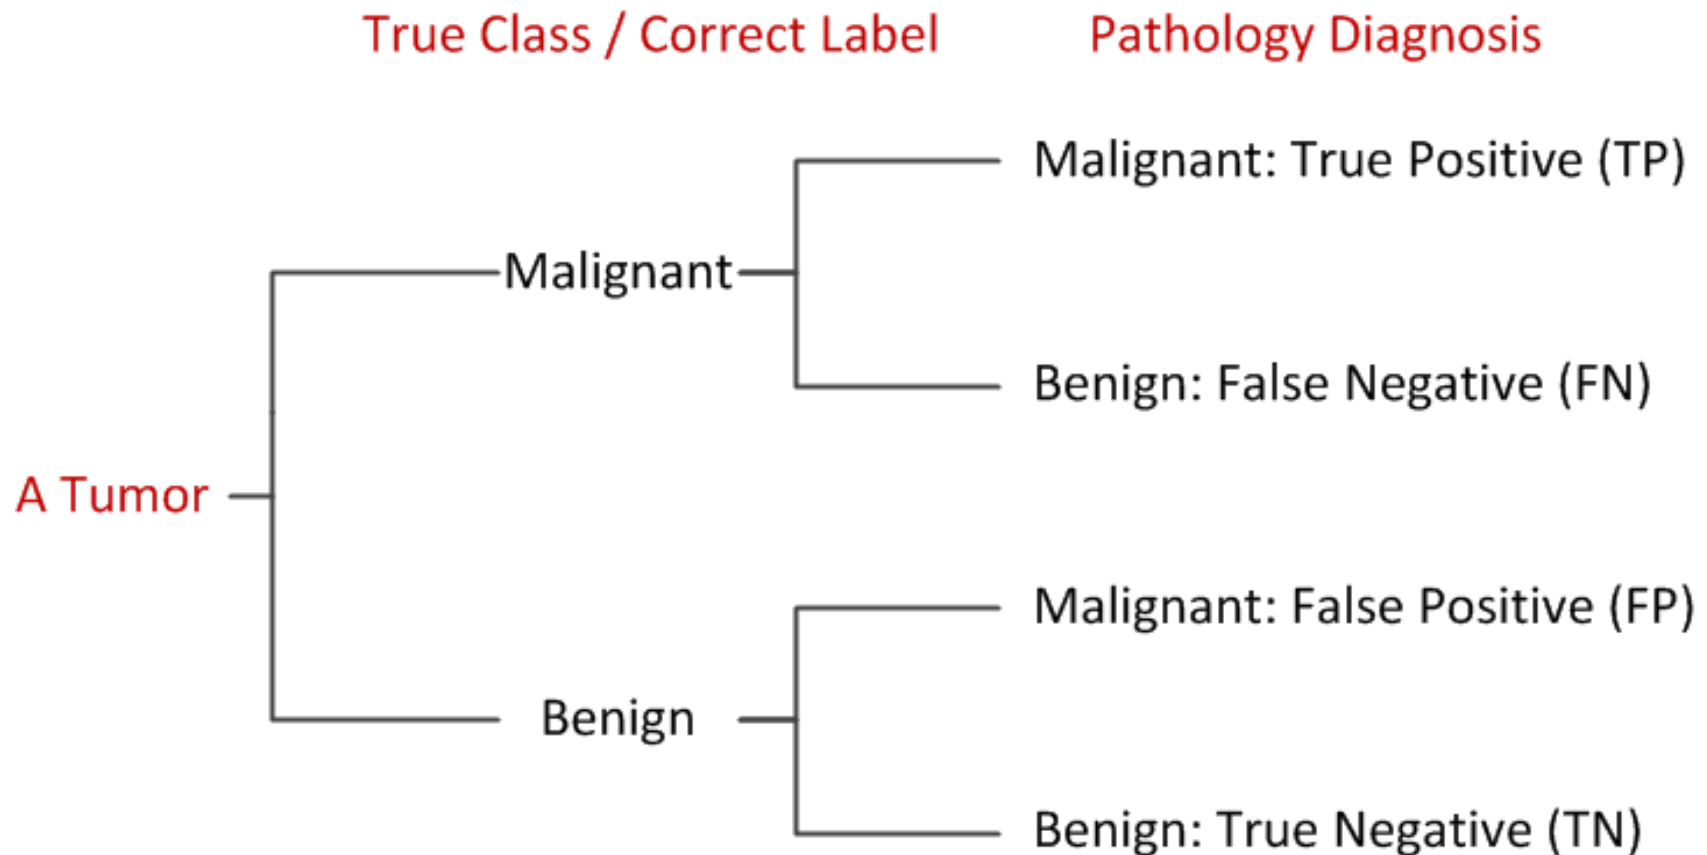 True Class / Correct Label
Pathology Diagnosis
Malignant: True Positive (TP)
Malignant
Benign: False Negative (FN)
A Tumor
Malignant: False Positive (FP)
Benign
Benign: True Negative (TN)